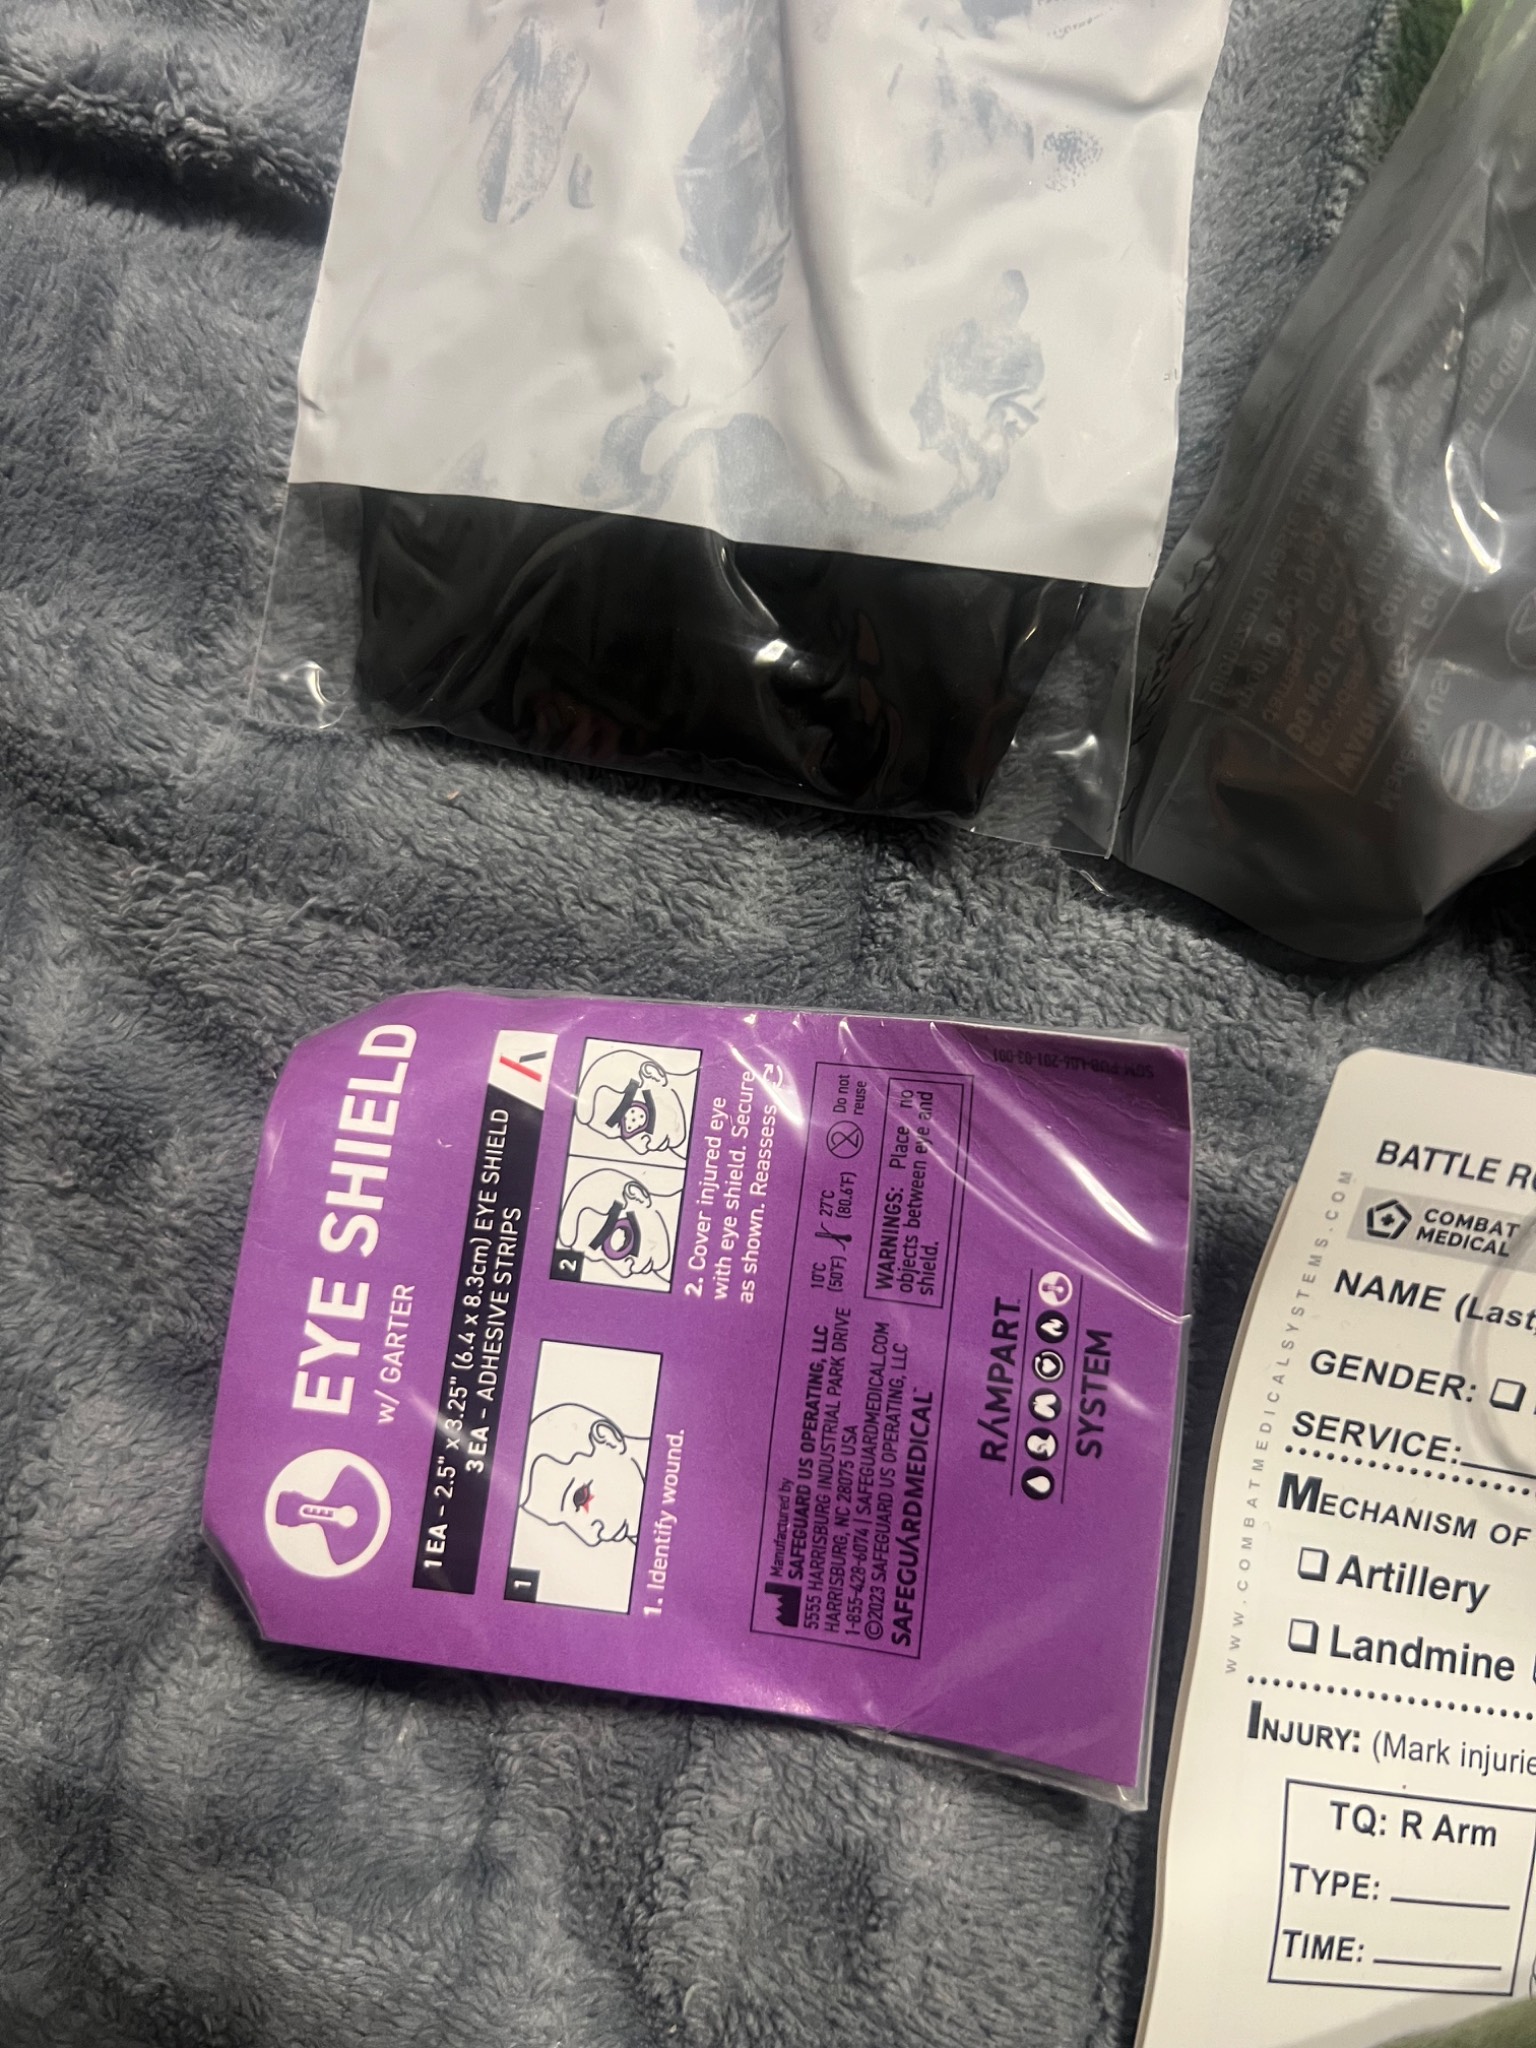 EYE SHIELD
w/ GARTER
1 EA - 2.5" x 3.25" (6.4 x 8.3cm) EYE SHIELD
3 EA - ADHESIVE STRIPS
1
1. Identify wound.
2
2. Cover injured eye
with eye shield. Secure
as shown. Reassess
Manufactured by
SAFEGUARD US OPERATING, LLC
5555 HARRISBURG INDUSTRIAL PARK DRIVE
HARRISBURG, NC 28075 USA
1-855-428-6074 | SAFEGUARDMEDICAL.COM
©2023 SAFEGUARD US OPERATING, LLC
SAFEGUARDMEDICAL™
10°C
(50°F)
27°C
(80.6°F)
Do not
reuse
WARNINGS: Place no
objects between eye and
shield.
RAMPART
SYSTEM
WWW.COMBATMEDICALSYSTEMS.COM
BATTLE
COMBAT
MEDICAL
NAME (Last,
GENDER:
SERVICE:
MECHANISM OF
Artillery
Landmine
INJURY: (Mark
TQ: R Arm
TYPE:
TIME:
DO NOT USE